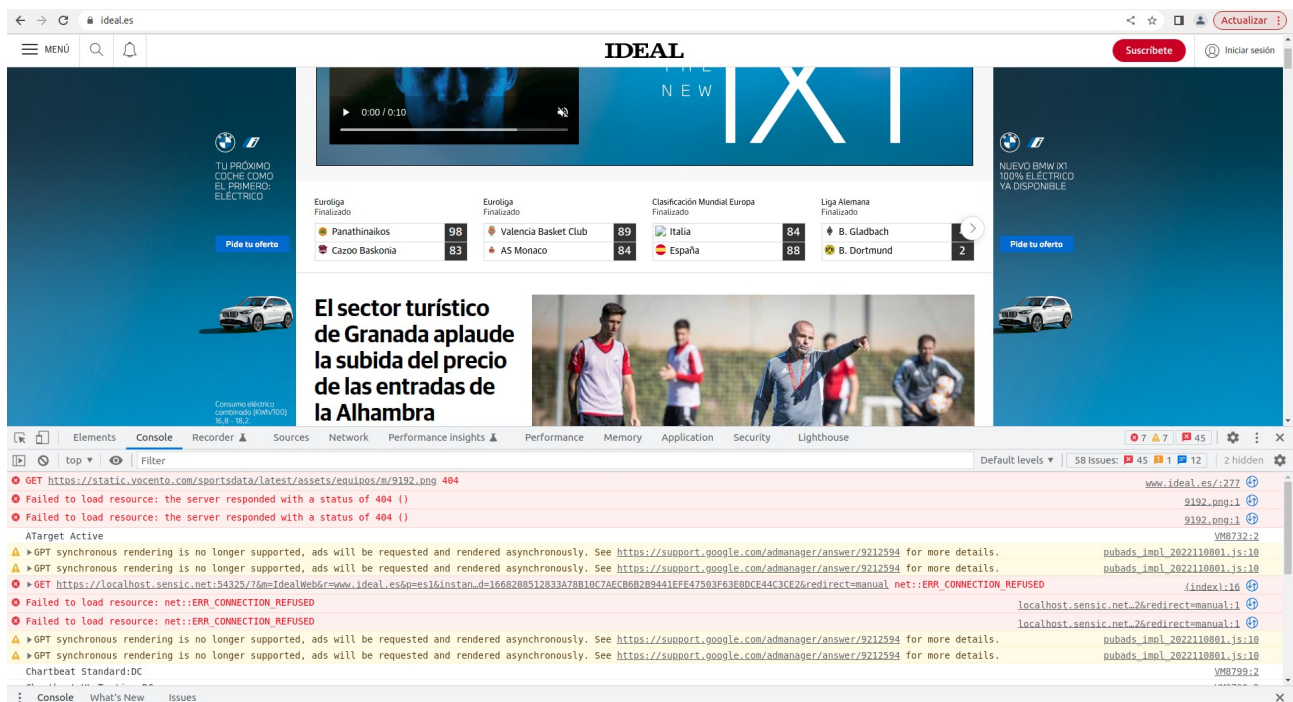 ideal.es
Actualizar
MENÚ
IDEAL
Suscríbete
Iniciar sesión
NEW
iX1
0:00 / 0:10
TU PRÓXIMO
COCHE COMO
EL PRIMERO:
ELÉCTRICO
Pide tu oferta
Consumo eléctrico
combinado (KWh/100)
16,8 - 18,2.
NUEVO BMW iX1
100% ELÉCTRICO
YA DISPONIBLE
Pide tu oferta
Euroliga
Finalizado
Panathinaikos 98
Cazoo Baskonia 83
Euroliga
Finalizado
Valencia Basket Club 89
AS Monaco 84
Clasificación Mundial Europa
Finalizado
Italia 84
España 88
Liga Alemana
Finalizado
B. Gladbach
B. Dortmund 2
El sector turístico
de Granada aplaude
la subida del precio
de las entradas de
la Alhambra
Elements Console Recorder Sources Network Performance insights Performance Memory Application Security Lighthouse 7 7 45
top Filter Default levels 58 Issues: 45 1 12 2 hidden
GET https://static.vocento.com/sportsdata/latest/assets/equipos/m/9192.png 404 www.ideal.es/:277
Failed to load resource: the server responded with a status of 404 () 9192.png:1
Failed to load resource: the server responded with a status of 404 () 9192.png:1
ATarget Active VM8732:2
GPT synchronous rendering is no longer supported, ads will be requested and rendered asynchronously. See https://support.google.com/admanager/answer/9212594 for more details. pubads_impl_2022110801.js:10
GPT synchronous rendering is no longer supported, ads will be requested and rendered asynchronously. See https://support.google.com/admanager/answer/9212594 for more details. pubads_impl_2022110801.js:10
GET https://localhost.sensic.net:54325/?&m=IdealWeb&r=www.ideal.es&p=es1&instan…d=1668208512833A78B10C7AECB6B2B9441EFE47503F63E0DCE44C3CE2&redirect=manual net::ERR_CONNECTION_REFUSED (index):16
Failed to load resource: net::ERR_CONNECTION_REFUSED localhost.sensic.net…2&redirect=manual:1
Failed to load resource: net::ERR_CONNECTION_REFUSED localhost.sensic.net…2&redirect=manual:1
GPT synchronous rendering is no longer supported, ads will be requested and rendered asynchronously. See https://support.google.com/admanager/answer/9212594 for more details. pubads_impl_2022110801.js:10
GPT synchronous rendering is no longer supported, ads will be requested and rendered asynchronously. See https://support.google.com/admanager/answer/9212594 for more details. pubads_impl_2022110801.js:10
Chartbeat Standard:DC VM8799:2
Console What's New Issues